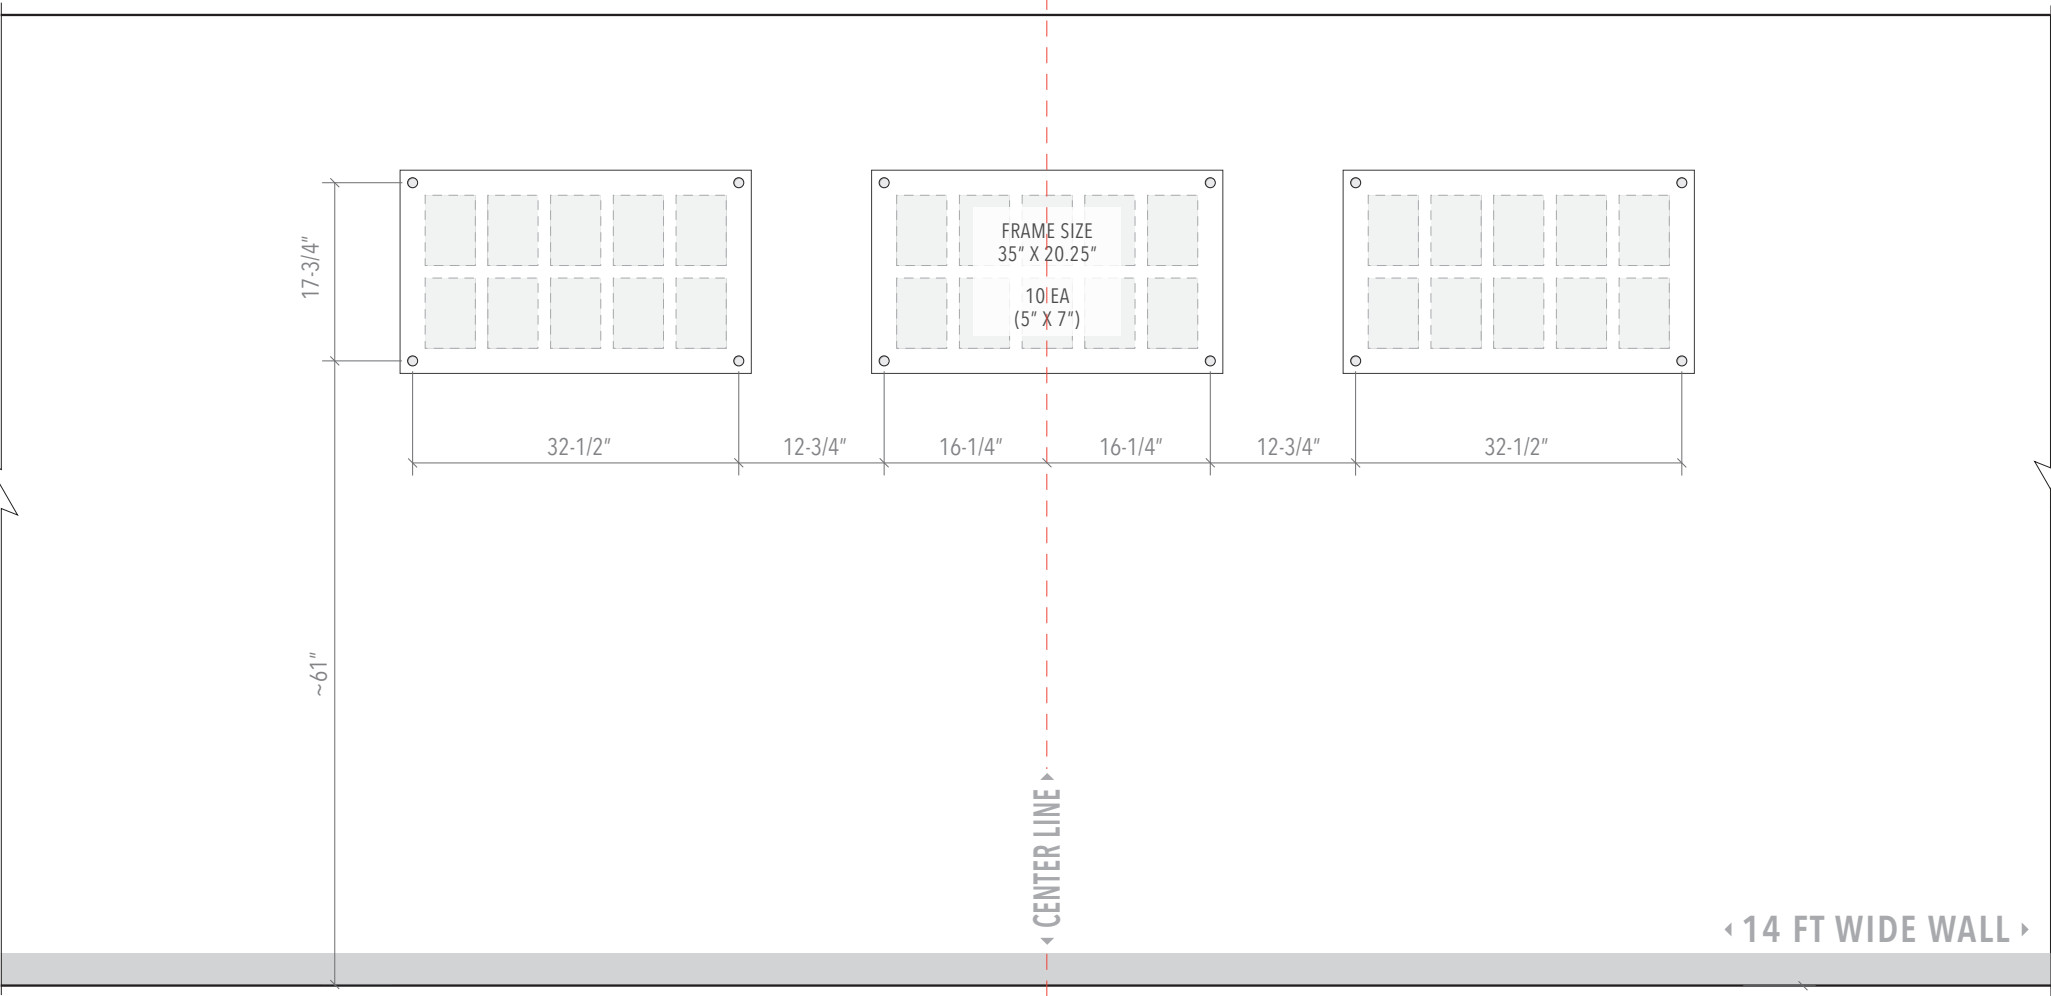 17-3/4"
FRAME SIZE
35" X 20.25"
10 EA
(5" X 7")
32-1/2"
12-3/4"
16-1/4"
16-1/4"
12-3/4"
32-1/2"
~61"
CENTER LINE
14 FT WIDE WALL